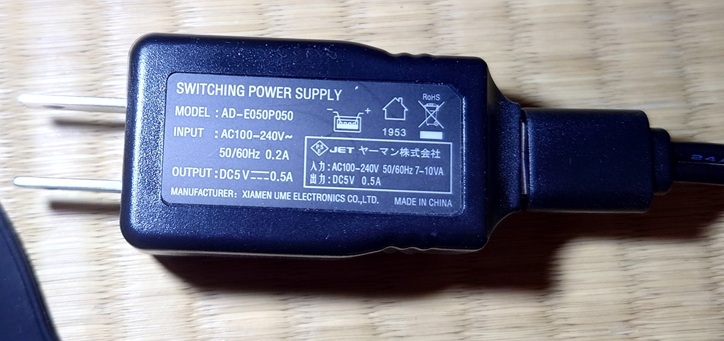 SWITCHING POWER SUPPLY
MODEL : AD-E050P050
INPUT : AC100-240V~
50/60Hz 0.2A
OUTPUT : DC5V⎓0.5A
MANUFACTURER: XIAMEN UME ELECTRONICS CO.,LTD.
- +
1953
RoHS
JET ヤーマン株式会社
入力 : AC100-240V 50/60Hz 7-10VA
出力 : DC5V 0.5A
MADE IN CHINA